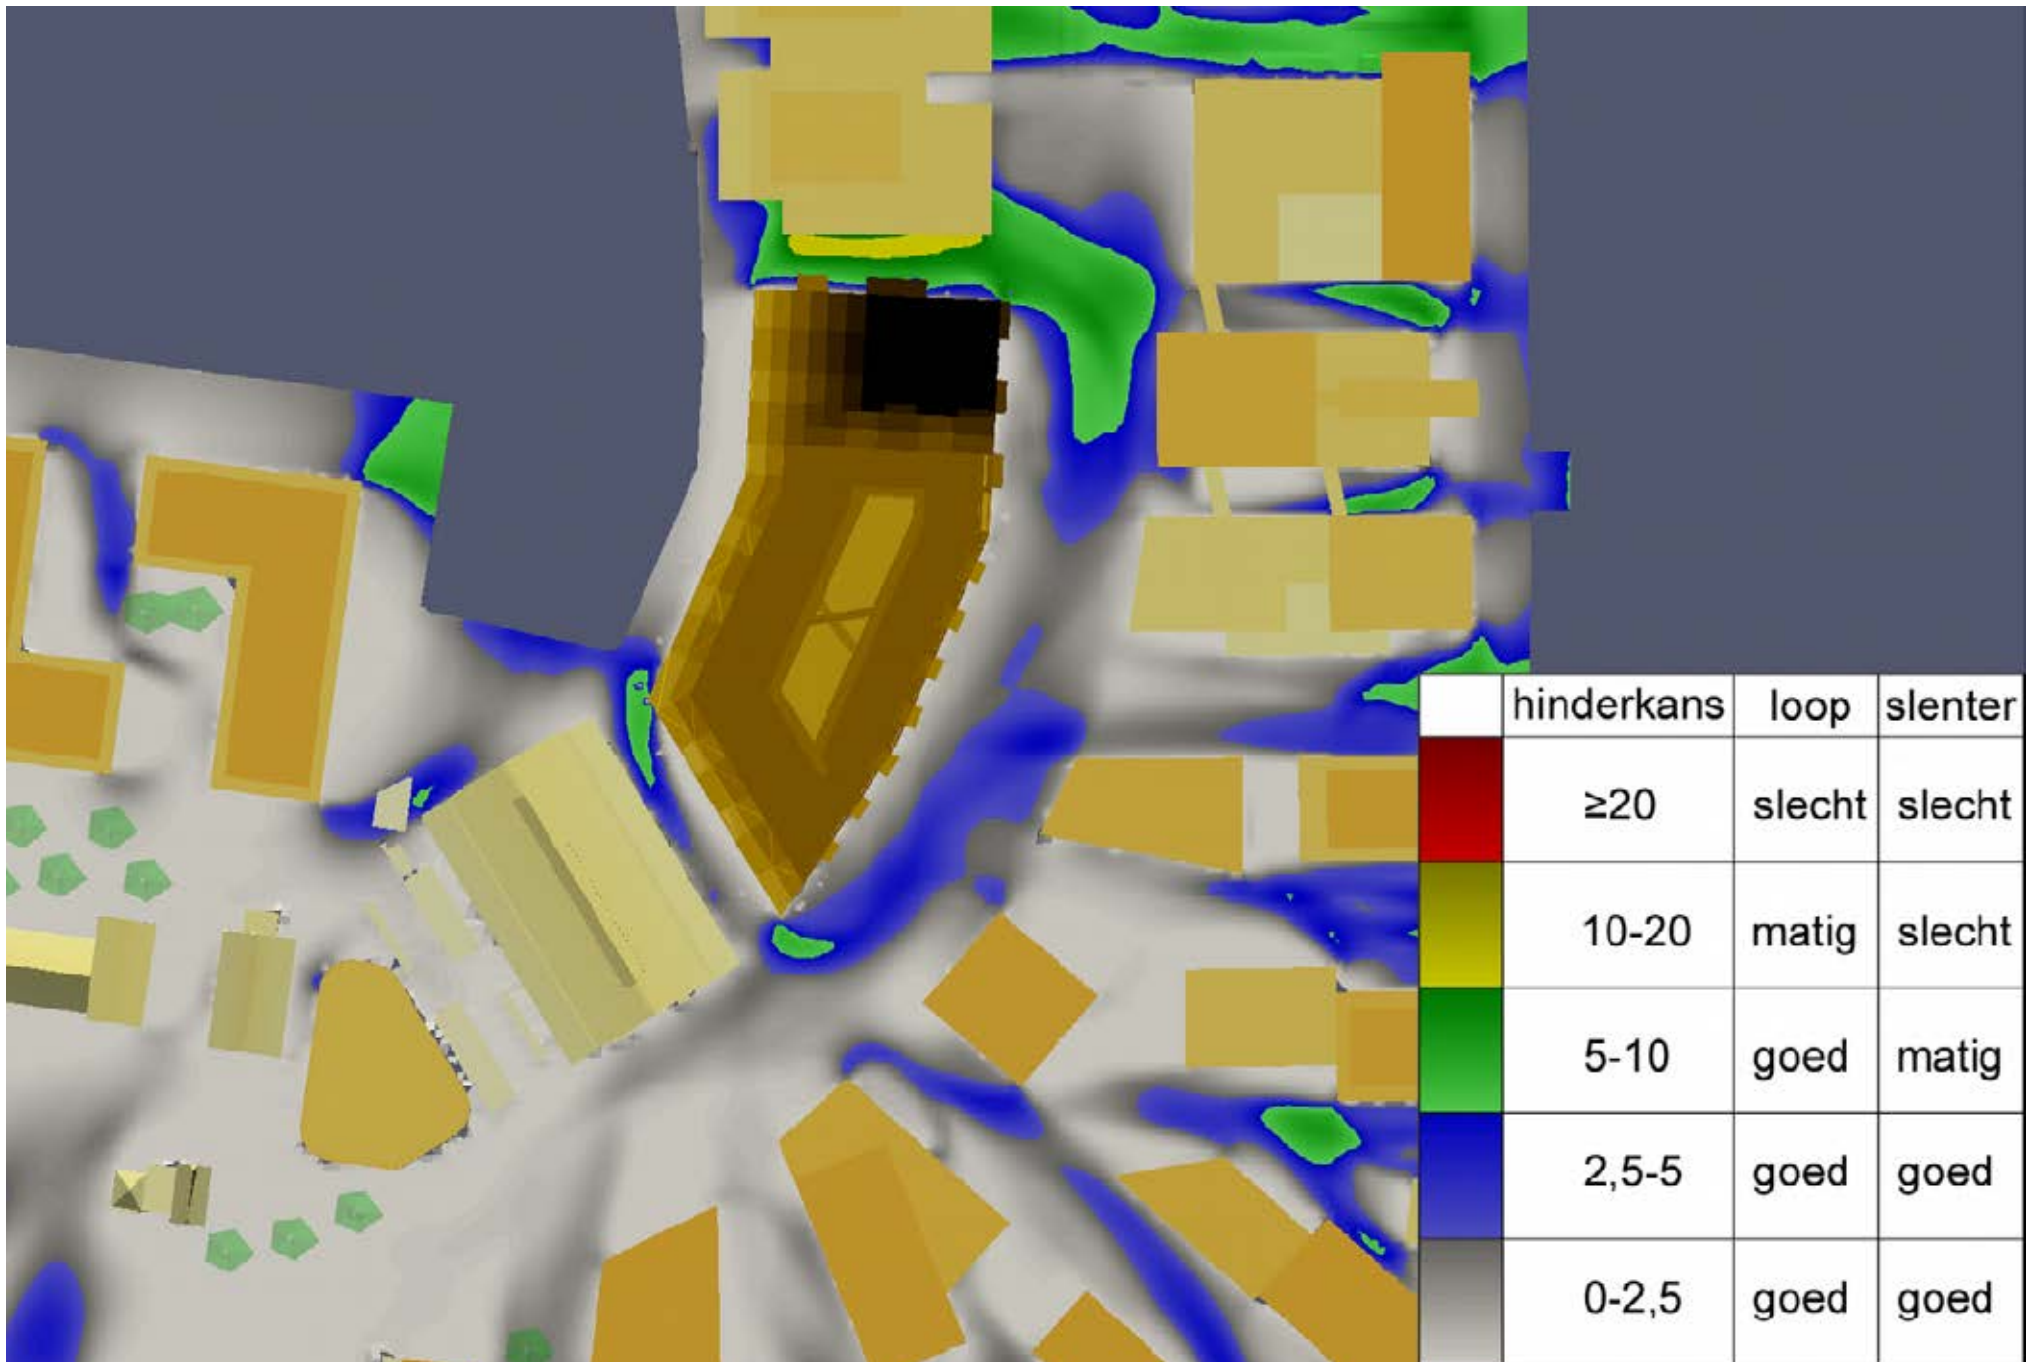 hinderkans loop slenter
≥20 slecht slecht
10-20 matig slecht
5-10 goed matig
2,5-5 goed goed
0-2,5 goed goed